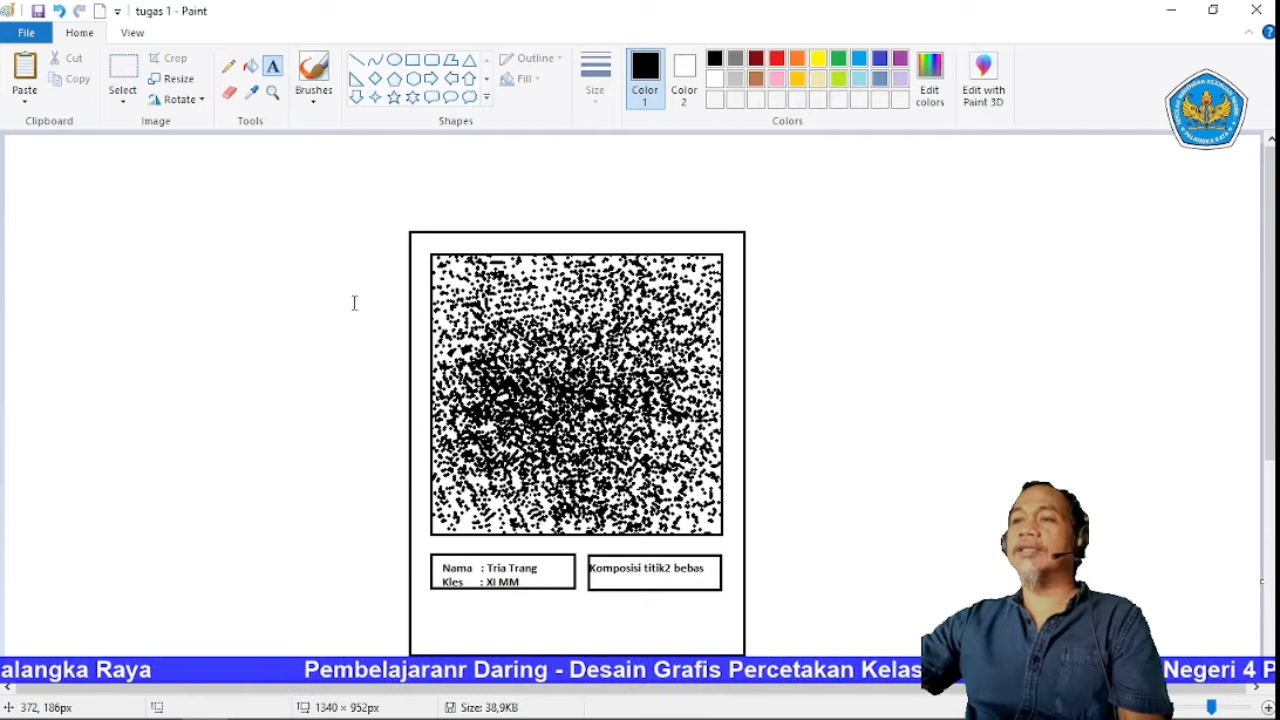 tugas 1 - Paint
File Home View
Paste
Cut
Copy
Clipboard
Select
Crop
Resize
Rotate
Image
A
Tools
Brushes
Shapes
Outline
Fill
Size
Color 1
Color 2
Edit colors
Colors
Edit with Paint 3D
PALANGKA RAYA
Nama : Tria Trang
Kles : XI MM
Komposisi titik2 bebas
alangka Raya Pembelajaranr Daring - Desain Grafis Percetakan Kelas Negeri 4 P
372, 186px 1340 × 952px Size: 38,9KB